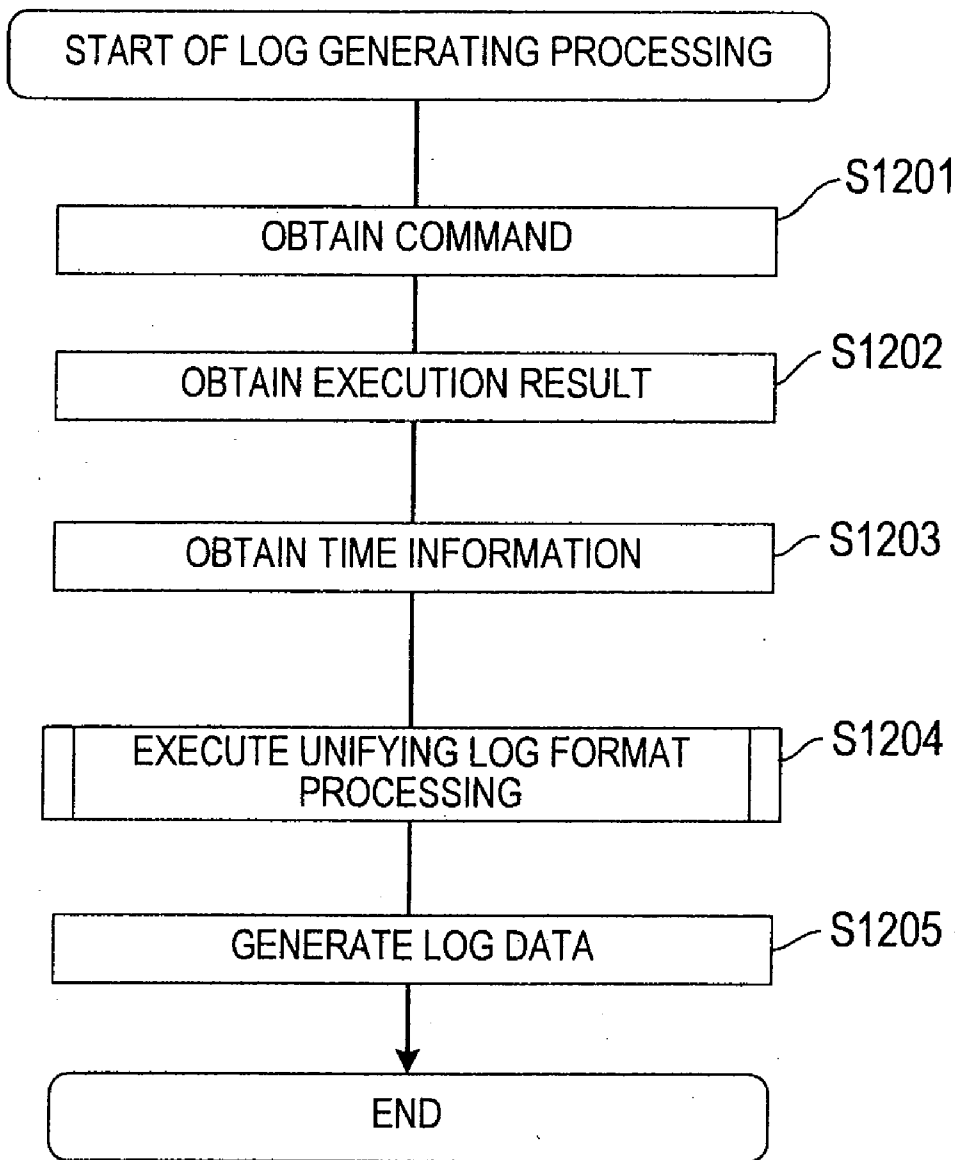 START OF LOG GENERATING PROCESSING
S1201
OBTAIN COMMAND
S1202
OBTAIN EXECUTION RESULT
S1203
OBTAIN TIME INFORMATION
S1204
EXECUTE UNIFYING LOG FORMAT
PROCESSING
S1205
GENERATE LOG DATA
END